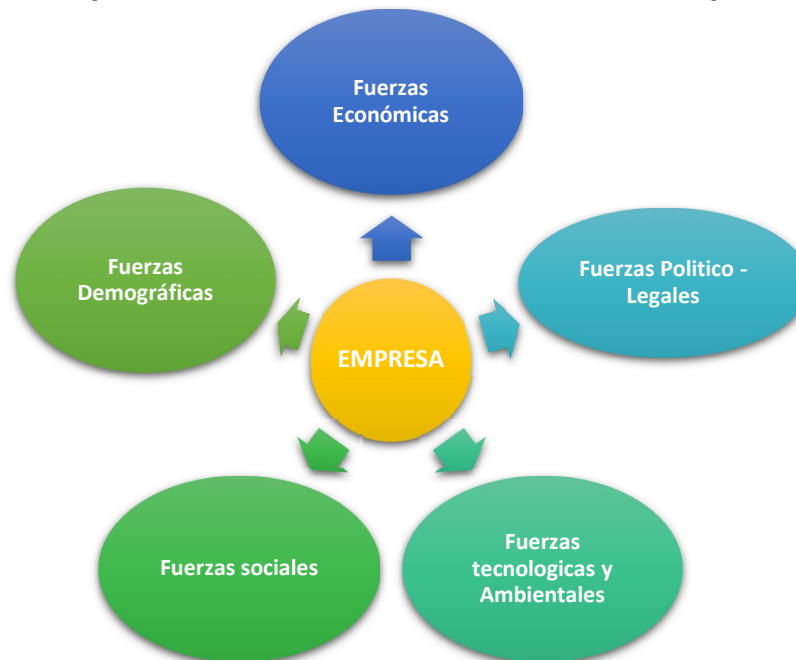 Fuerzas
Económicas
Fuerzas Politico -
Legales
Fuerzas
tecnologicas y
Ambientales
Fuerzas sociales
Fuerzas
Demográficas
EMPRESA